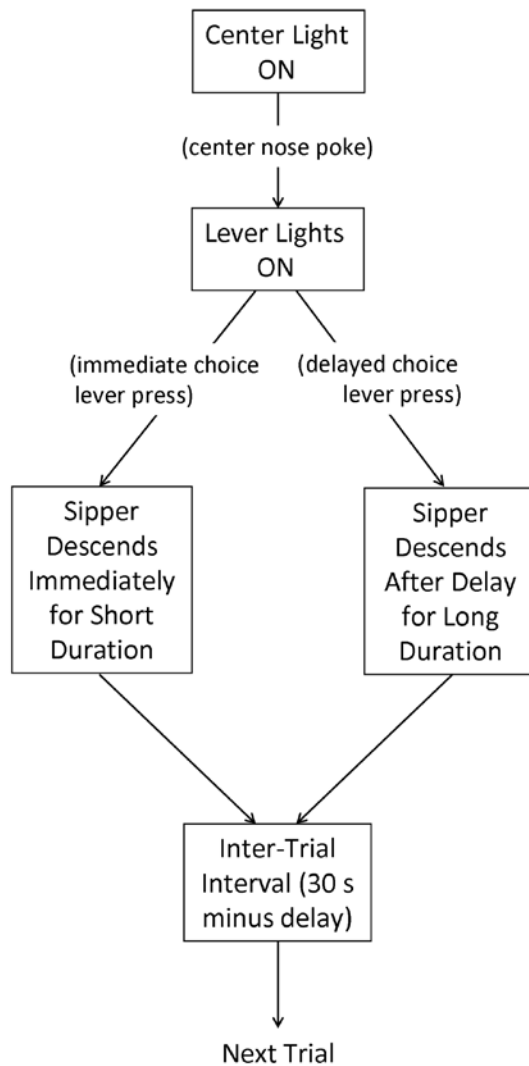 Center Light
ON
(center nose poke)
Lever Lights
ON
(immediate choice
lever press)
(delayed choice
lever press)
Sipper
Descends
Immediately
for Short
Duration
Sipper
Descends
After Delay
for Long
Duration
Inter-Trial
Interval (30 s
minus delay)
Next Trial